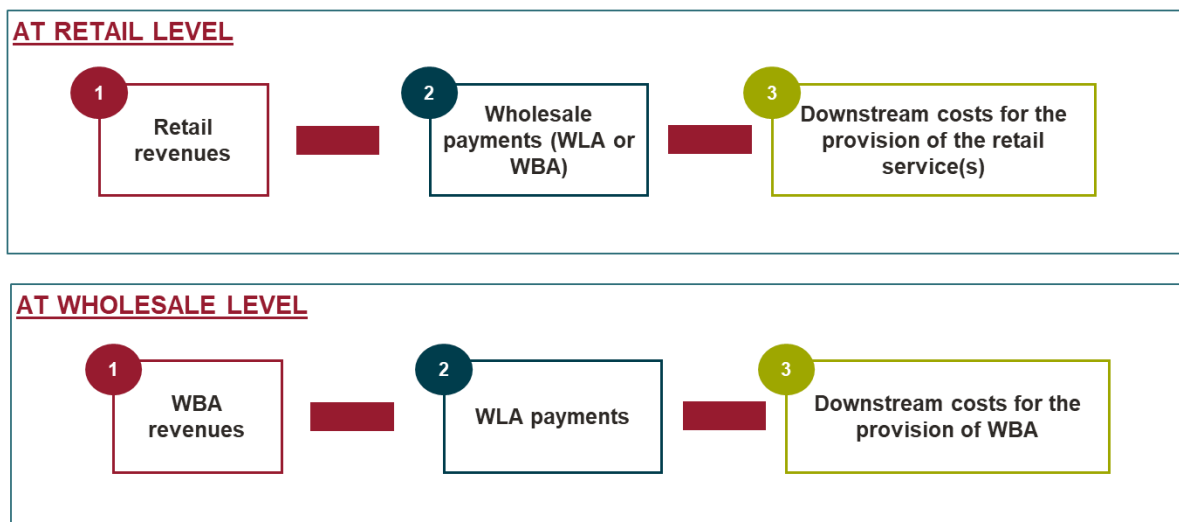 AT RETAIL LEVEL
1
Retail
revenues
2
Wholesale
payments (WLA or
WBA)
3
Downstream costs for the
provision of the retail
service(s)
AT WHOLESALE LEVEL
1
WBA
revenues
2
WLA payments
3
Downstream costs for the
provision of WBA